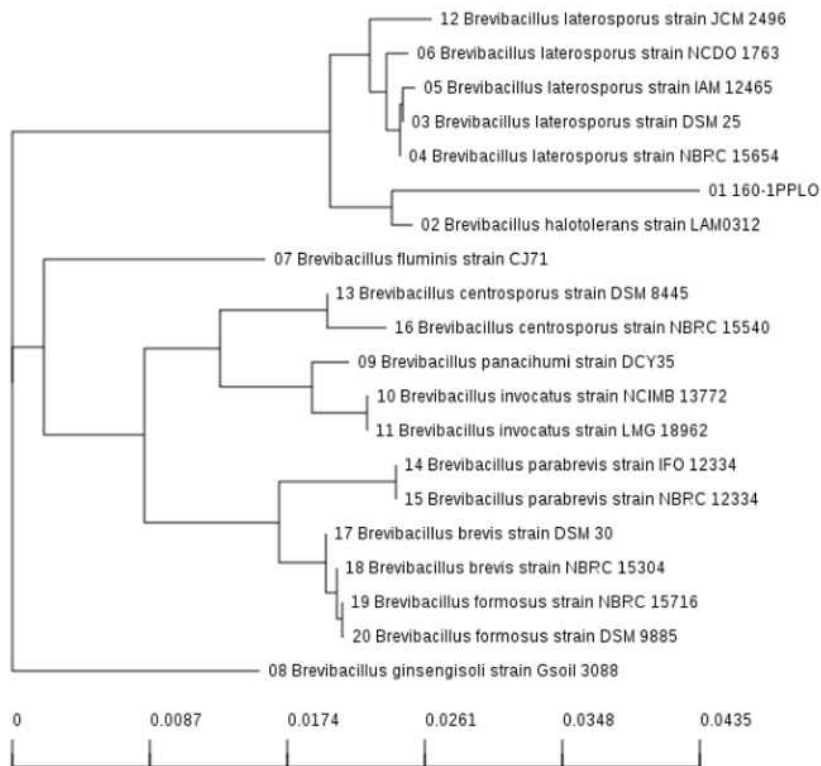 12 Brevibacillus laterosporus strain JCM 2496
06 Brevibacillus laterosporus strain NCDO 1763
05 Brevibacillus laterosporus strain IAM 12465
03 Brevibacillus laterosporus strain DSM 25
04 Brevibacillus laterosporus strain NBRC 15654
01 160-1PPLO
02 Brevibacillus halotolerans strain LAM0312
07 Brevibacillus fluminis strain CJ71
13 Brevibacillus centrosporus strain DSM 8445
16 Brevibacillus centrosporus strain NBRC 15540
09 Brevibacillus panacihumi strain DCY35
10 Brevibacillus invocatus strain NCIMB 13772
11 Brevibacillus invocatus strain LMG 18962
14 Brevibacillus parabrevis strain IFO 12334
15 Brevibacillus parabrevis strain NBRC 12334
17 Brevibacillus brevis strain DSM 30
18 Brevibacillus brevis strain NBRC 15304
19 Brevibacillus formosus strain NBRC 15716
20 Brevibacillus formosus strain DSM 9885
08 Brevibacillus ginsengisoli strain Gsoil 3088
0 0.0087 0.0174 0.0261 0.0348 0.0435